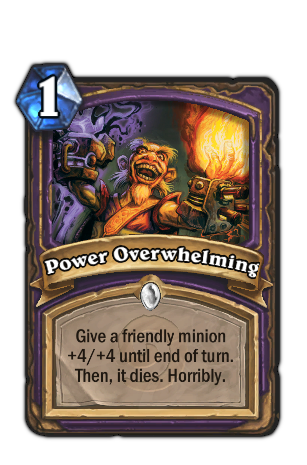 1
Power Overwhelming
Give a friendly minion
+4/+4 until end of turn.
Then, it dies. Horribly.